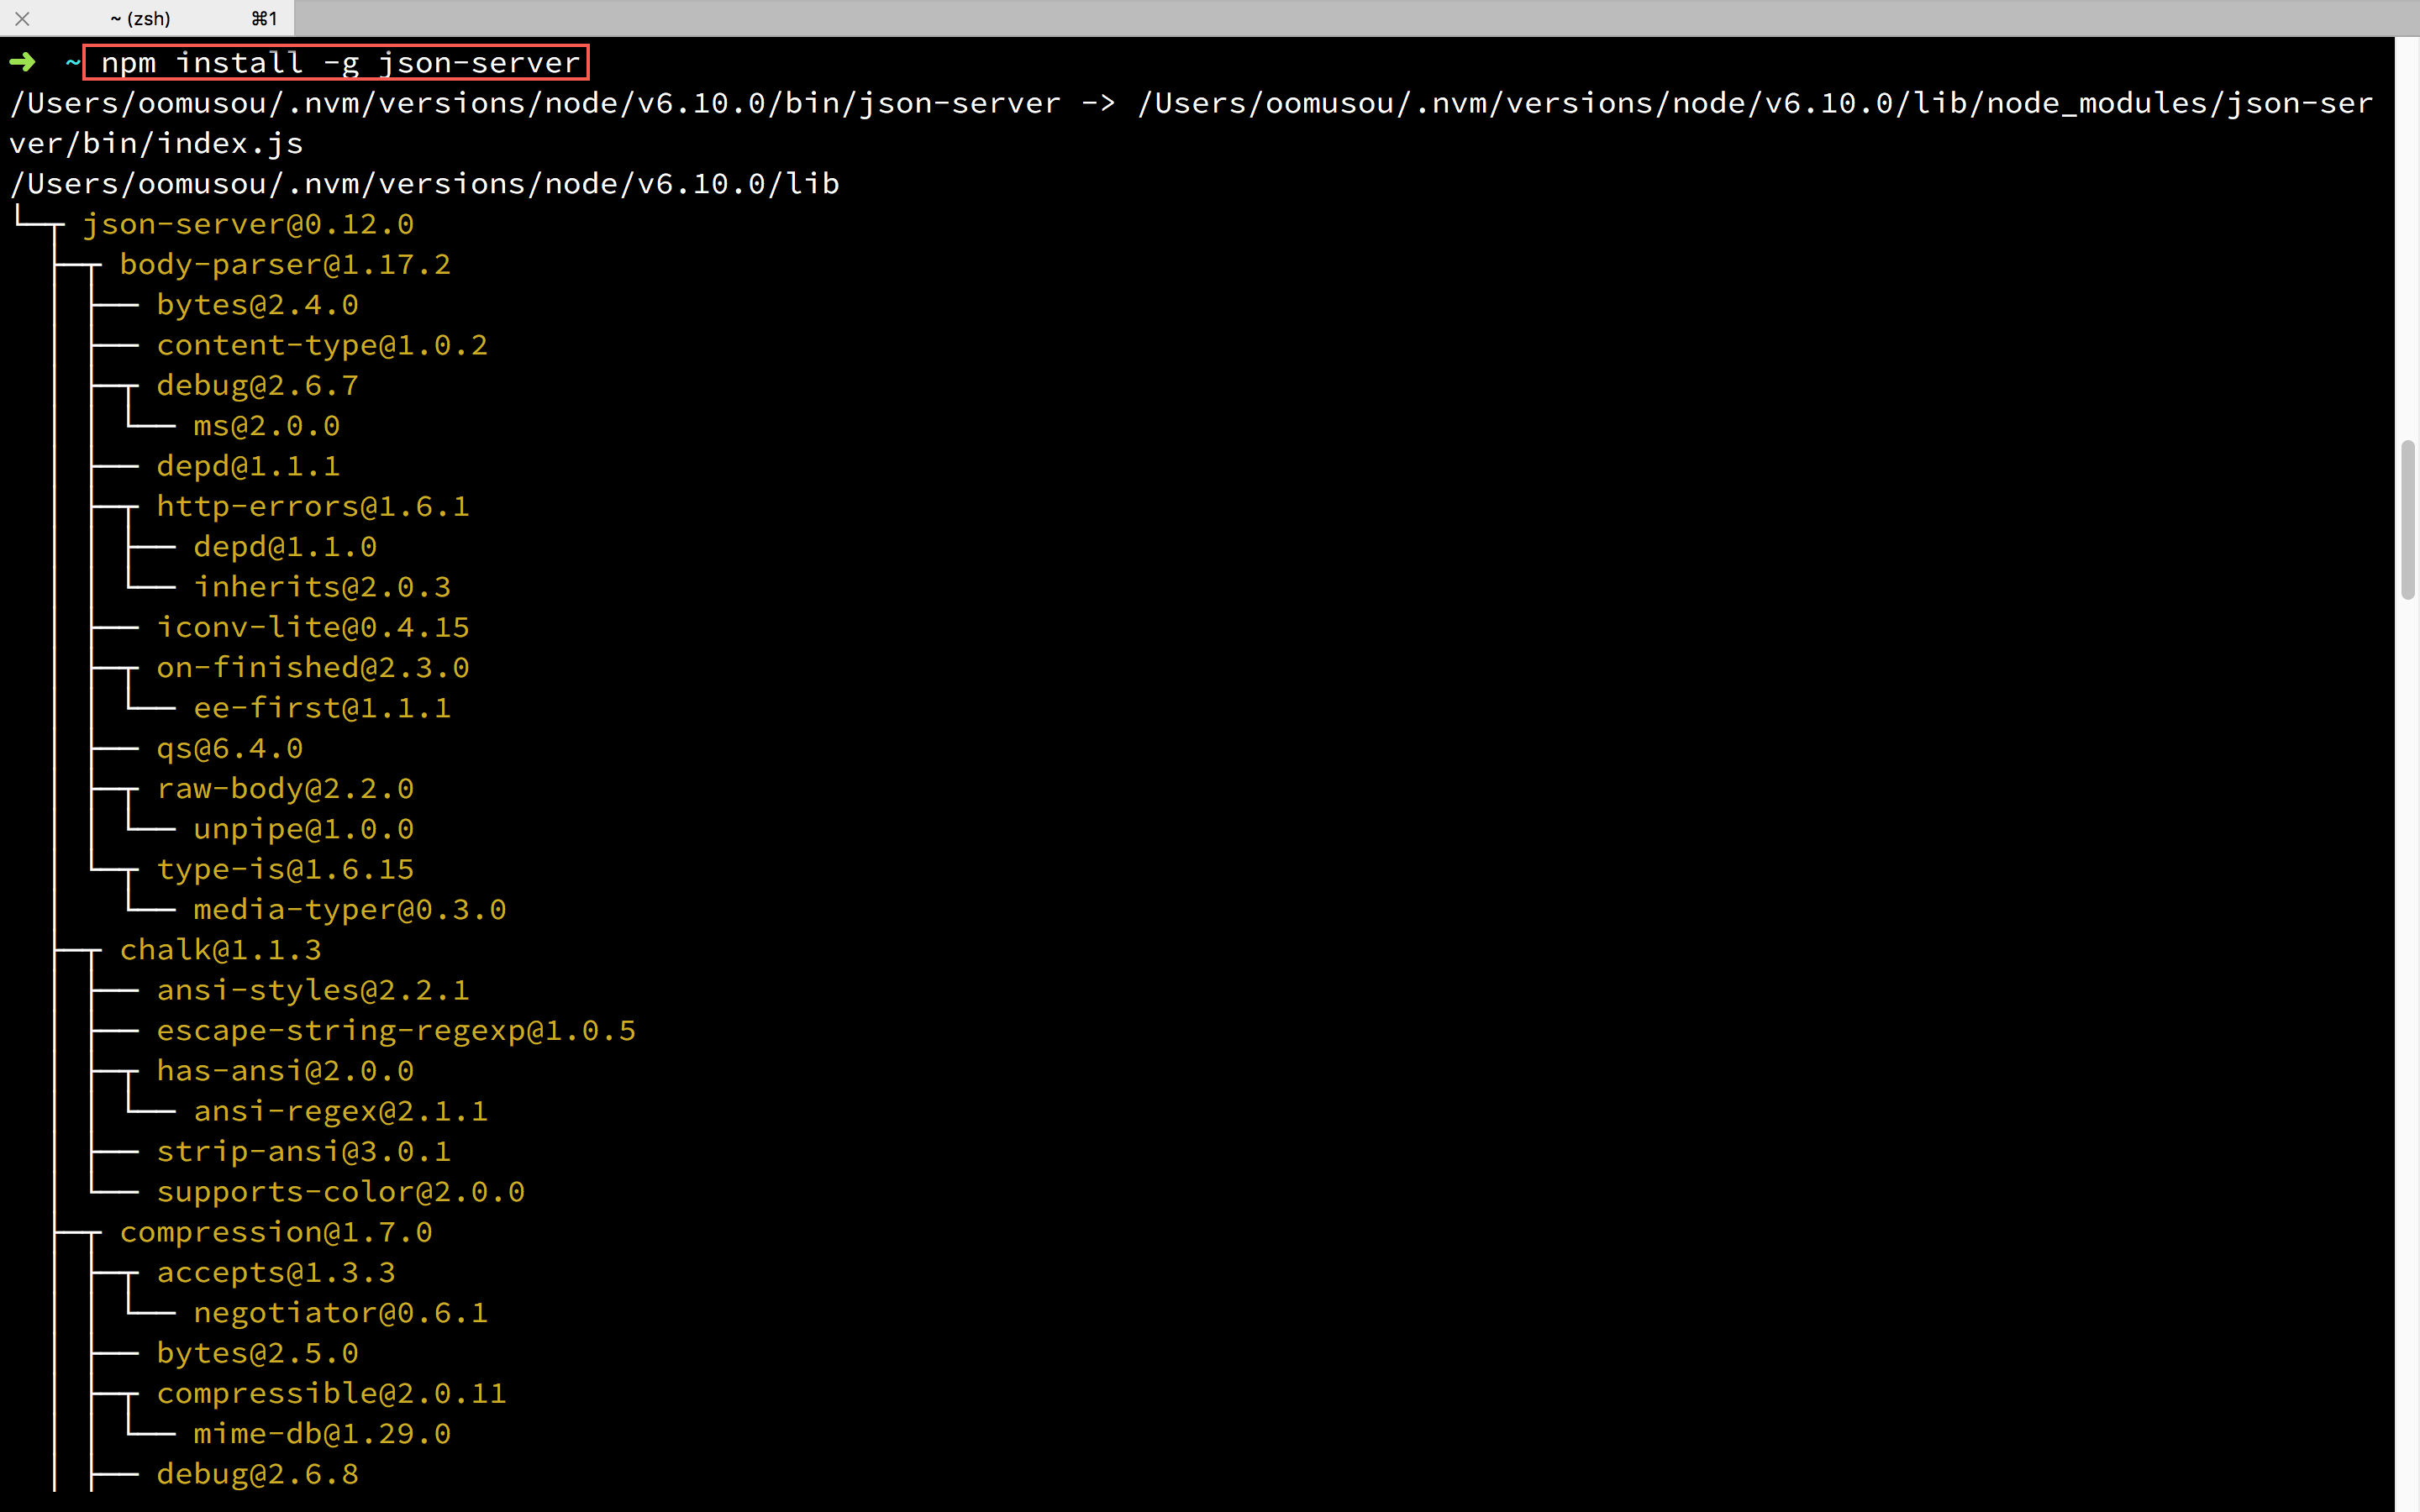 ~ (zsh) ⌘1
➜ ~ npm install -g json-server
/Users/oomusou/.nvm/versions/node/v6.10.0/bin/json-server -> /Users/oomusou/.nvm/versions/node/v6.10.0/lib/node_modules/json-ser
ver/bin/index.js
/Users/oomusou/.nvm/versions/node/v6.10.0/lib
└─┬ json-server@0.12.0
  ├─┬ body-parser@1.17.2
  │ ├── bytes@2.4.0
  │ ├── content-type@1.0.2
  │ ├─┬ debug@2.6.7
  │ │ └── ms@2.0.0
  │ ├── depd@1.1.1
  │ ├─┬ http-errors@1.6.1
  │ │ ├── depd@1.1.0
  │ │ └── inherits@2.0.3
  │ ├── iconv-lite@0.4.15
  │ ├─┬ on-finished@2.3.0
  │ │ └── ee-first@1.1.1
  │ ├── qs@6.4.0
  │ ├─┬ raw-body@2.2.0
  │ │ └── unpipe@1.0.0
  │ └─┬ type-is@1.6.15
  │   └── media-typer@0.3.0
  ├─┬ chalk@1.1.3
  │ ├── ansi-styles@2.2.1
  │ ├── escape-string-regexp@1.0.5
  │ ├─┬ has-ansi@2.0.0
  │ │ └── ansi-regex@2.1.1
  │ ├── strip-ansi@3.0.1
  │ └── supports-color@2.0.0
  ├─┬ compression@1.7.0
  │ ├─┬ accepts@1.3.3
  │ │ └── negotiator@0.6.1
  │ ├── bytes@2.5.0
  │ ├─┬ compressible@2.0.11
  │ │ └── mime-db@1.29.0
  │ ├── debug@2.6.8